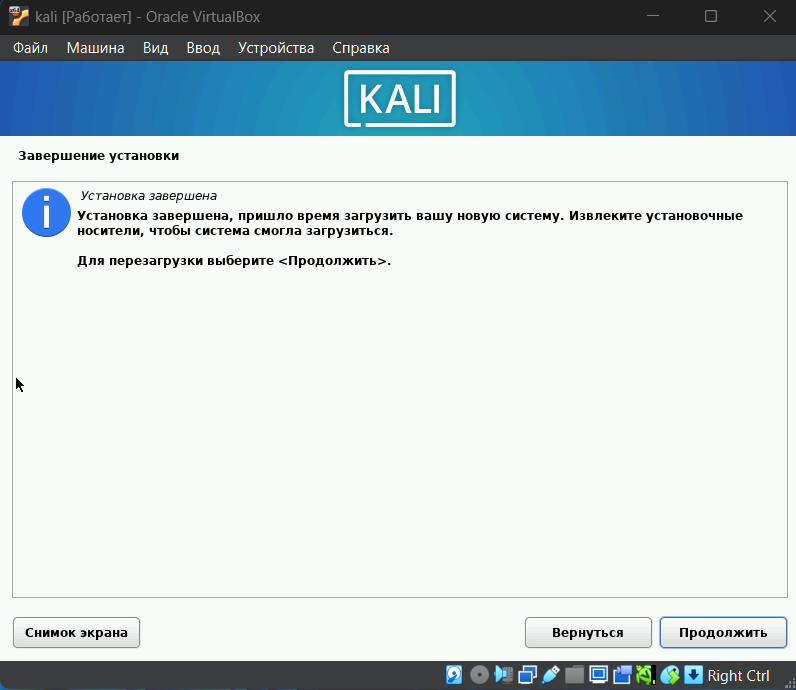 kali [Работает] - Oracle VirtualBox
Файл Машина Вид Ввод Устройства Справка
KALI
Завершение установки
Установка завершена
Установка завершена, пришло время загрузить вашу новую систему. Извлеките установочные
носители, чтобы система смогла загрузиться.
Для перезагрузки выберите <Продолжить>.
Снимок экрана Вернуться Продолжить
Right Ctrl